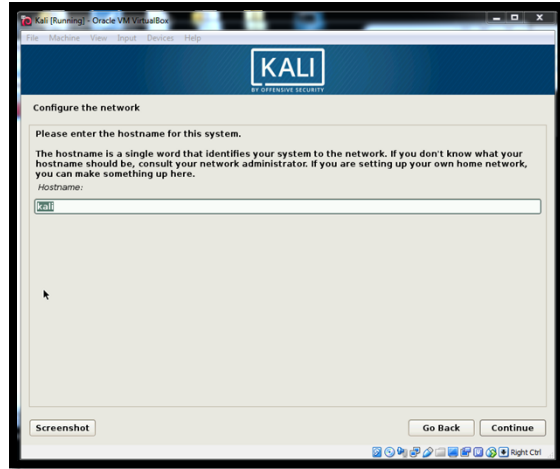 Kali [Running] - Oracle VM VirtualBox
File Machine View Input Devices Help
KALI
BY OFFENSIVE SECURITY
Configure the network
Please enter the hostname for this system.
The hostname is a single word that identifies your system to the network. If you don't know what your
hostname should be, consult your network administrator. If you are setting up your own home network,
you can make something up here.
Hostname:
kali
Screenshot
Go Back Continue
Right Ctrl